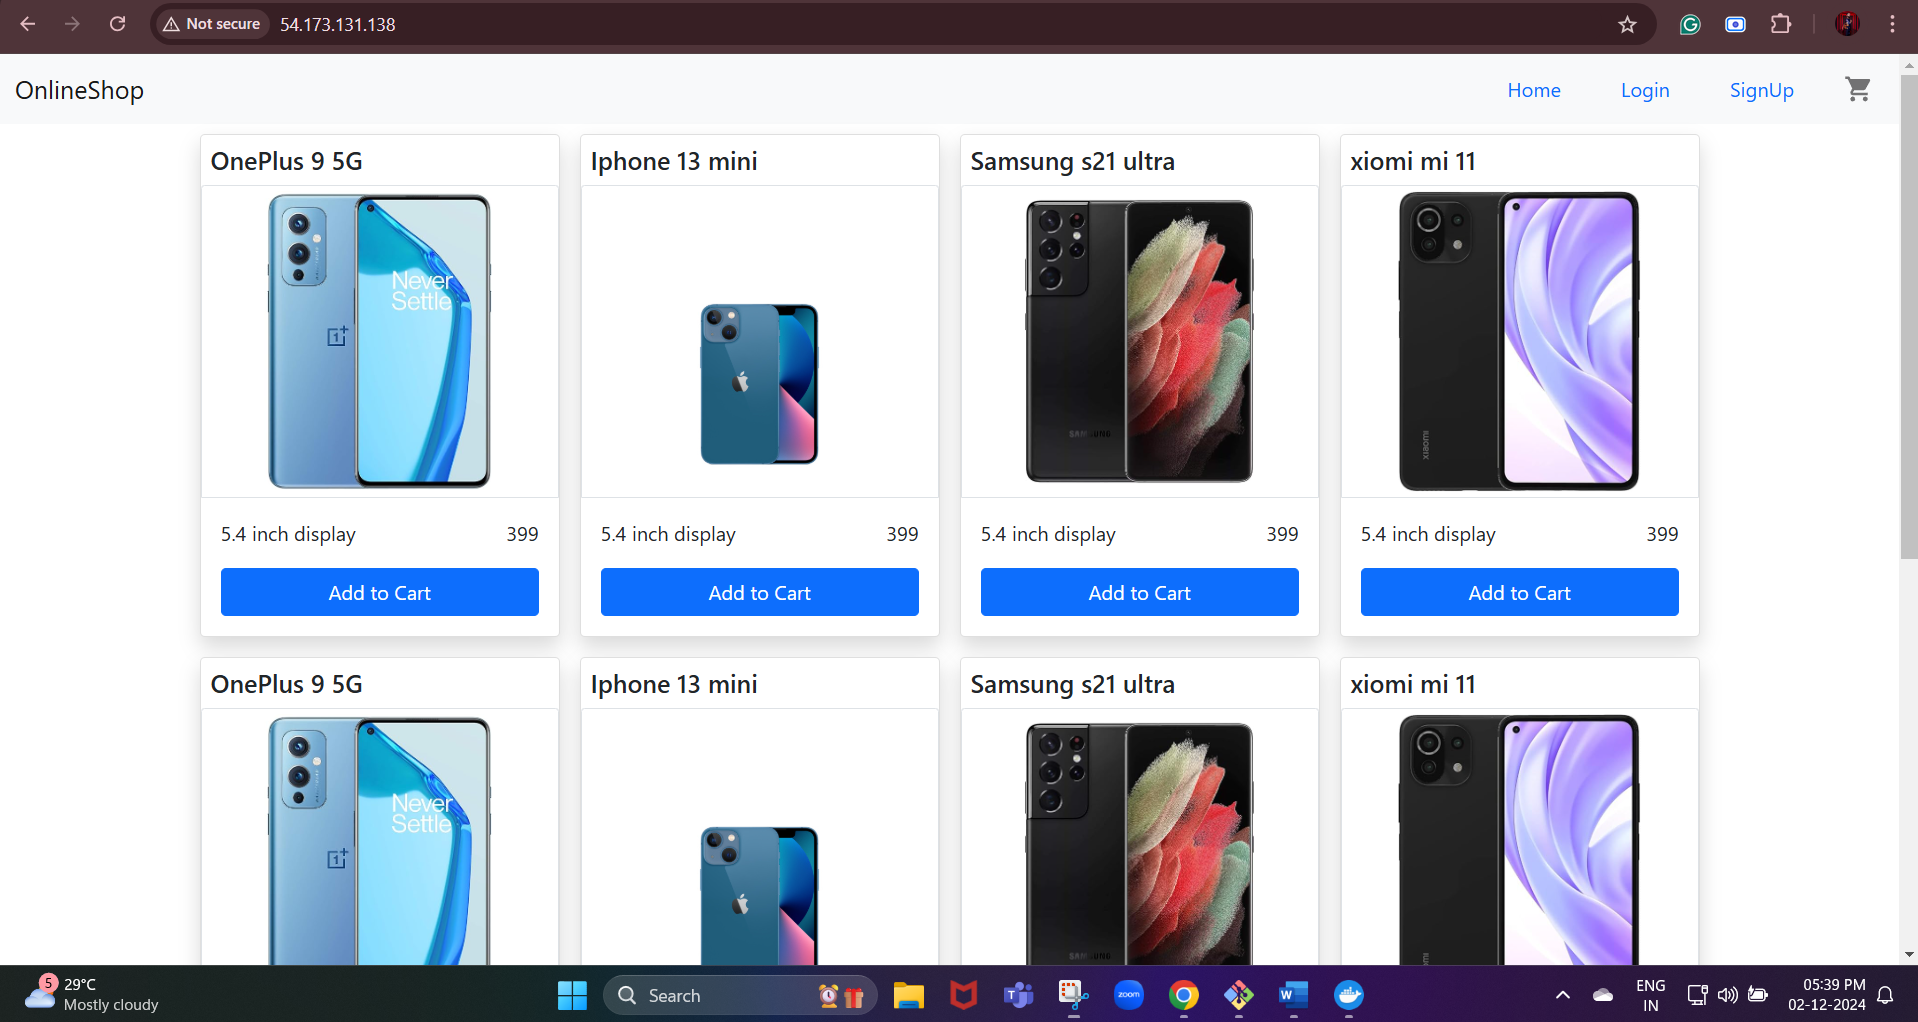 Not secure 54.173.131.138
OnlineShop Home Login SignUp
OnePlus 9 5G Iphone 13 mini Samsung s21 ultra xiomi mi 11
Never
Settle
SAMSUNG xiaomi
5.4 inch display 399 5.4 inch display 399 5.4 inch display 399 5.4 inch display 399
Add to Cart Add to Cart Add to Cart Add to Cart
OnePlus 9 5G Iphone 13 mini Samsung s21 ultra xiomi mi 11
Never
Settle
5 29°C ENG 05:39 PM
Search zoom
Mostly cloudy IN 02-12-2024